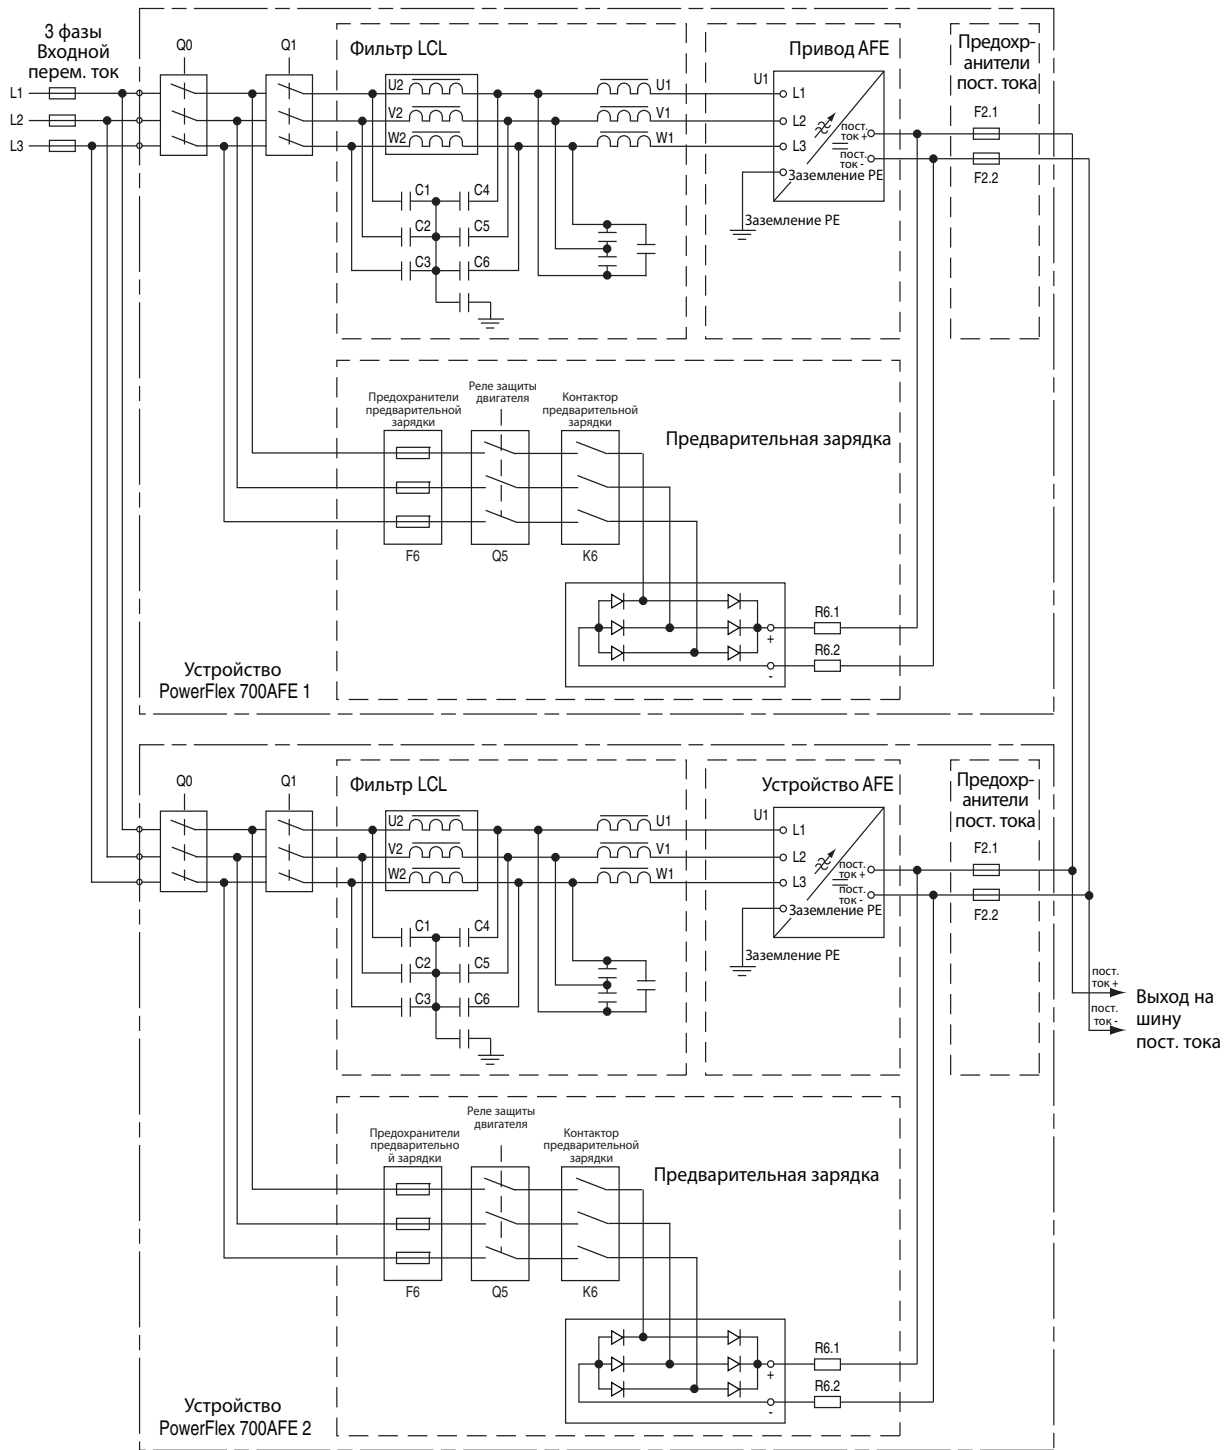 3 фазы
Входной
перем. ток
L1
L2
L3
Q0
Q1
Фильтр LCL
U2
V2
W2
U1
V1
W1
C1
C4
C2
C5
C3
C6
Привод AFE
U1
L1
L2
L3
пост.
ток +
пост.
ток -
Заземление PE
Заземление PE
Предохр-
анители
пост. тока
F2.1
F2.2
Предохранители
предварительной
зарядки
Реле защиты
двигателя
Контактор
предварительной
зарядки
Предварительная зарядка
F6
Q5
K6
+
-
R6.1
R6.2
Устройство
PowerFlex 700AFE 1
Q0
Q1
Фильтр LCL
U2
V2
W2
U1
V1
W1
C1
C4
C2
C5
C3
C6
Устройство AFE
U1
L1
L2
L3
пост.
ток +
пост.
ток -
Заземление PE
Заземление PE
Предохр-
анители
пост. тока
F2.1
F2.2
пост.
ток +
пост.
ток -
Выход на
шину
пост. тока
Предохранители
предварительно
й зарядки
Реле защиты
двигателя
Контактор
предварительной
зарядки
Предварительная зарядка
F6
Q5
K6
+
-
R6.1
R6.2
Устройство
PowerFlex 700AFE 2